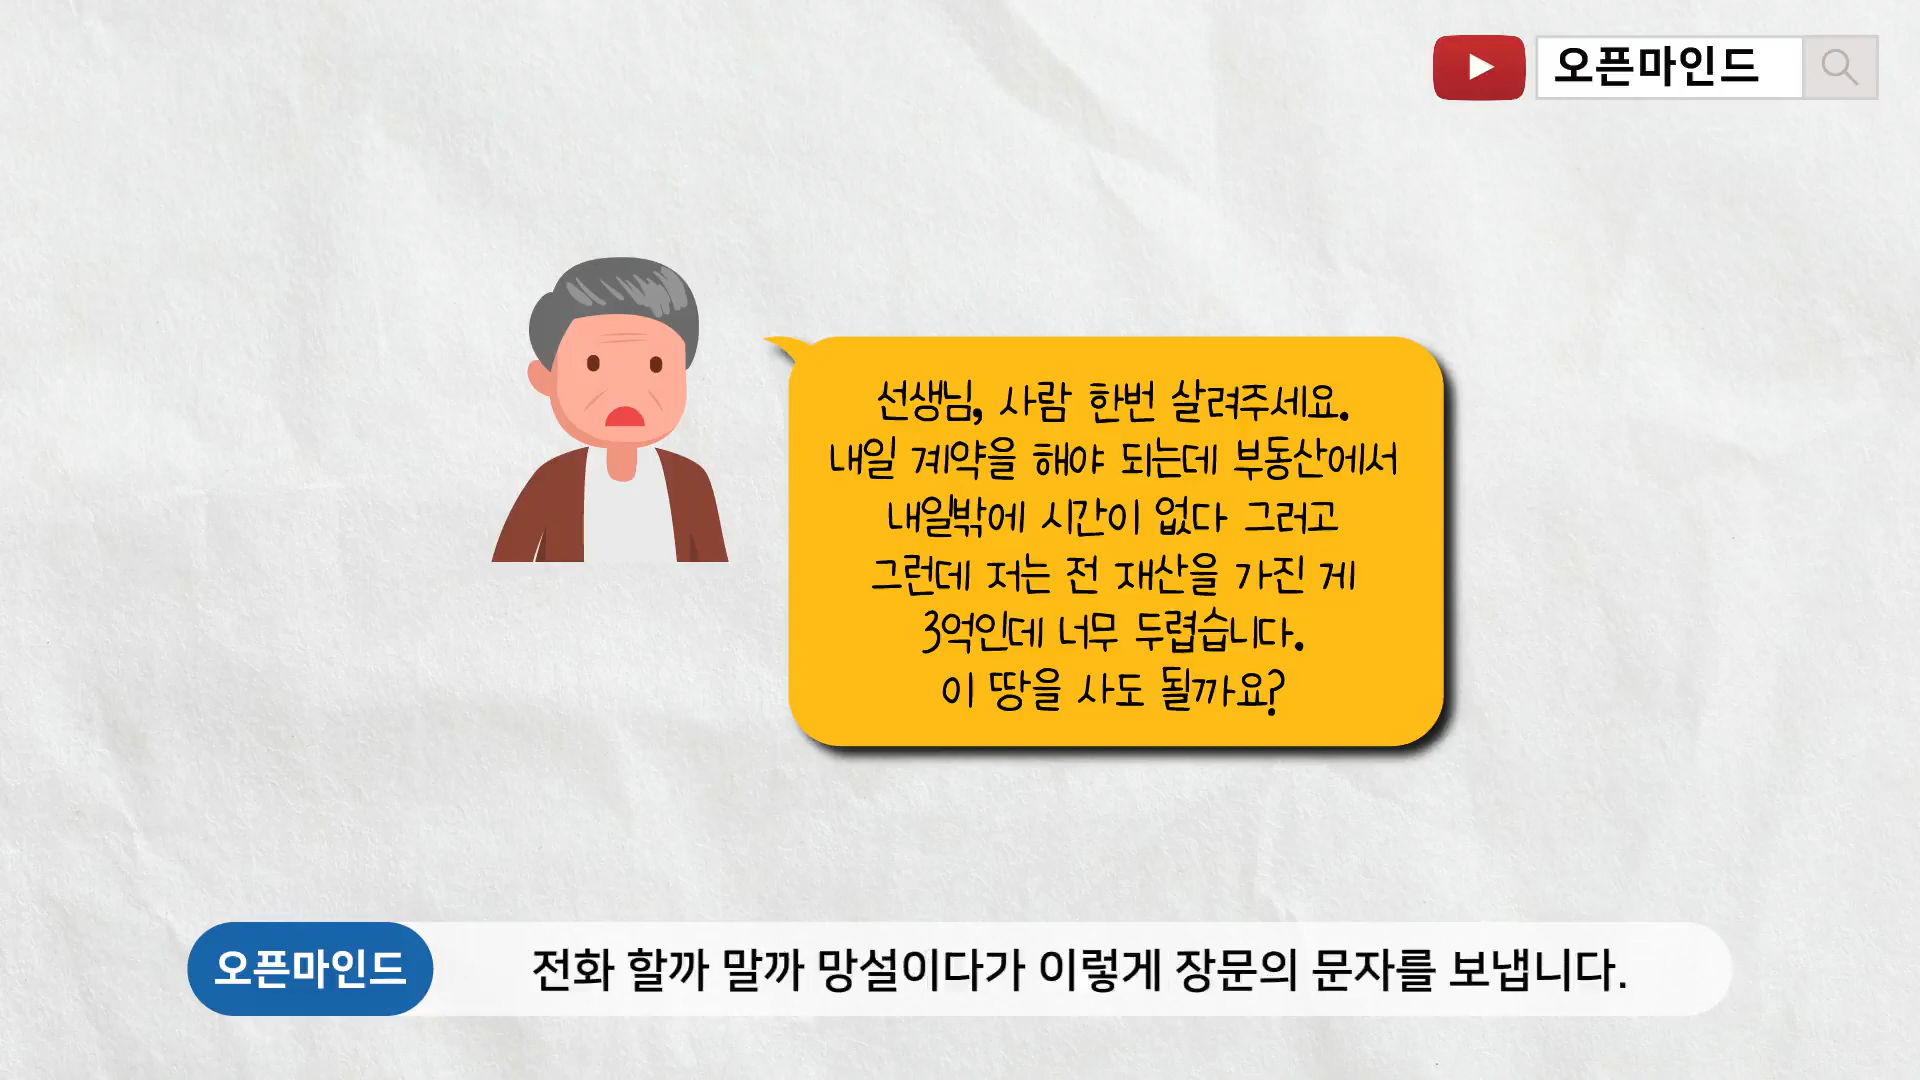 오픈마인드
선생님, 사람 한번 살려주세요.
내일 계약을 해야 되는데 부동산에서
내일밖에 시간이 없다 그러고
그런데 저는 전 재산을 가진 게
3억인데 너무 두렵습니다.
이 땅을 사도 될까요?
오픈마인드
전화 할까 말까 망설이다가 이렇게 장문의 문자를 보냅니다.